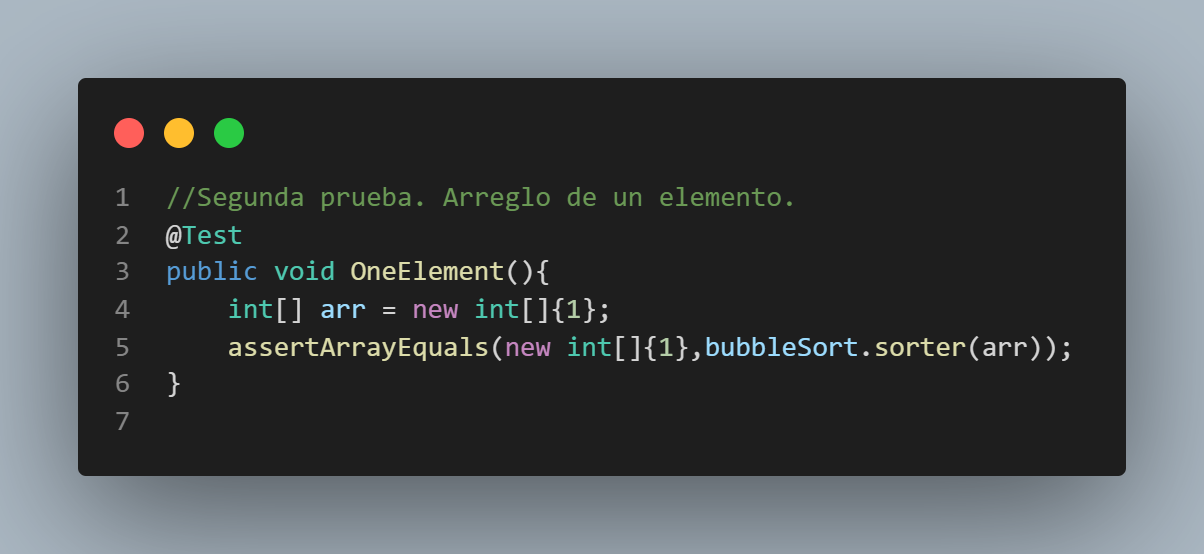 1 //Segunda prueba. Arreglo de un elemento.
2 @Test
3 public void OneElement(){
4     int[] arr = new int[]{1};
5     assertArrayEquals(new int[]{1},bubbleSort.sorter(arr));
6 }
7